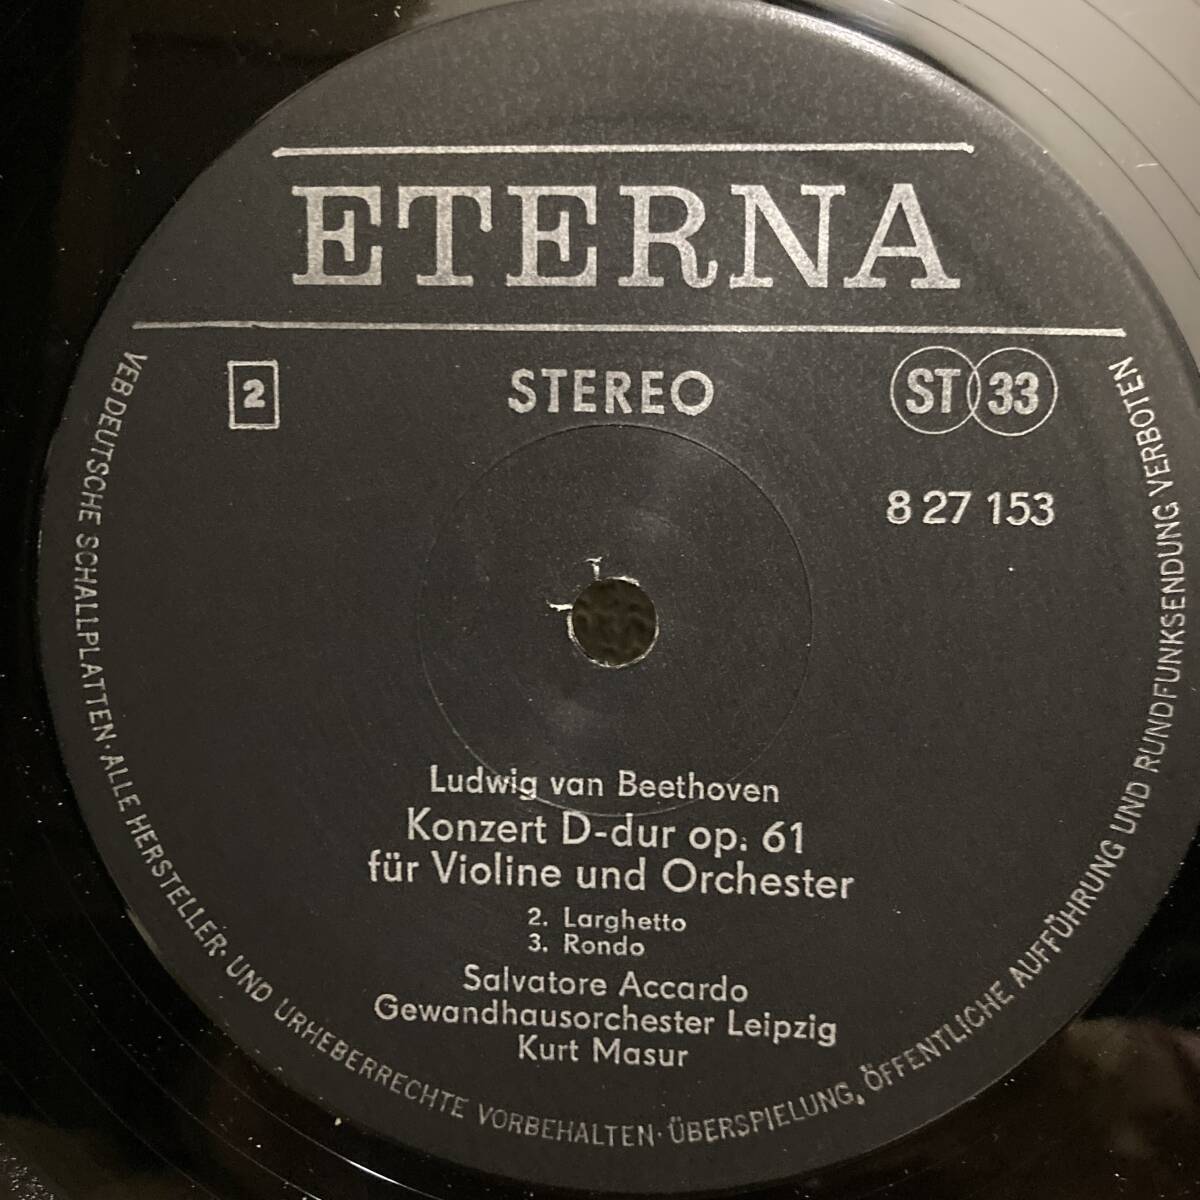 ETERNA
2
STEREO
ST 33
8 27 153
Ludwig van Beethoven
Konzert D-dur op. 61
für Violine und Orchester
2. Larghetto
3. Rondo
Salvatore Accardo
Gewandhausorchester Leipzig
Kurt Masur
VEB DEUTSCHE SCHALLPLATTEN · ALLE HERSTELLER- UND URHEBERRECHTE VORBEHALTEN · ÜBERSPIELUNG, ÖFFENTLICHE AUFFÜHRUNG UND RUNDFUNKSENDUNG VERBOTEN